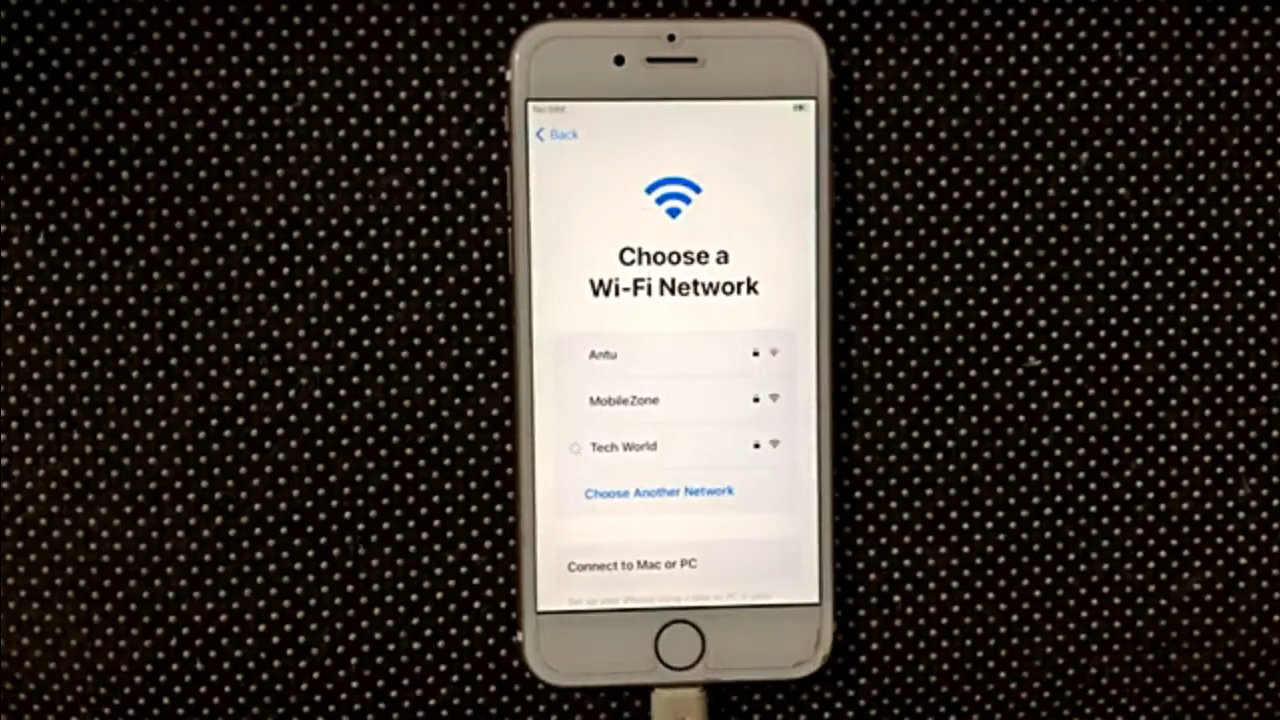 Back
Choose a
Wi-Fi Network
Antu
MobileZone
Tech World
Choose Another Network
Connect to Mac or PC